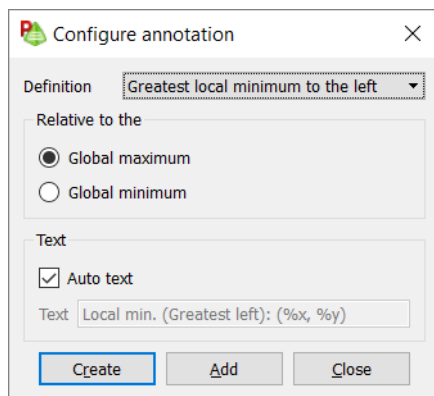 Configure annotation
Definition Greatest local minimum to the left
Relative to the
Global maximum
Global minimum
Text
Auto text
Text Local min. (Greatest left): (%x, %y)
Create Add Close